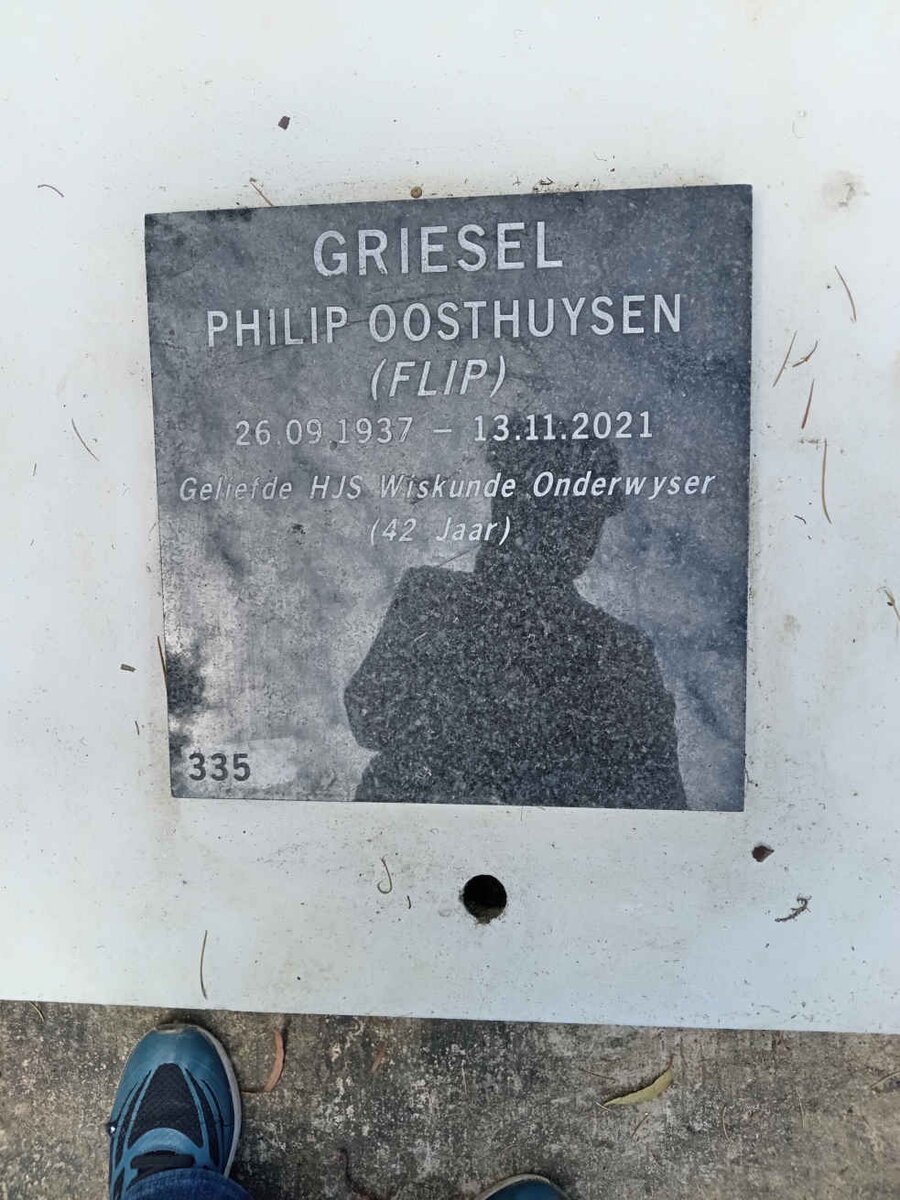 GRIESEL
PHILIP OOSTHUYSEN
(FLIP)
26.09.1937 – 13.11.2021
Geliefde HJS Wiskunde Onderwyser
(42 Jaar)
335